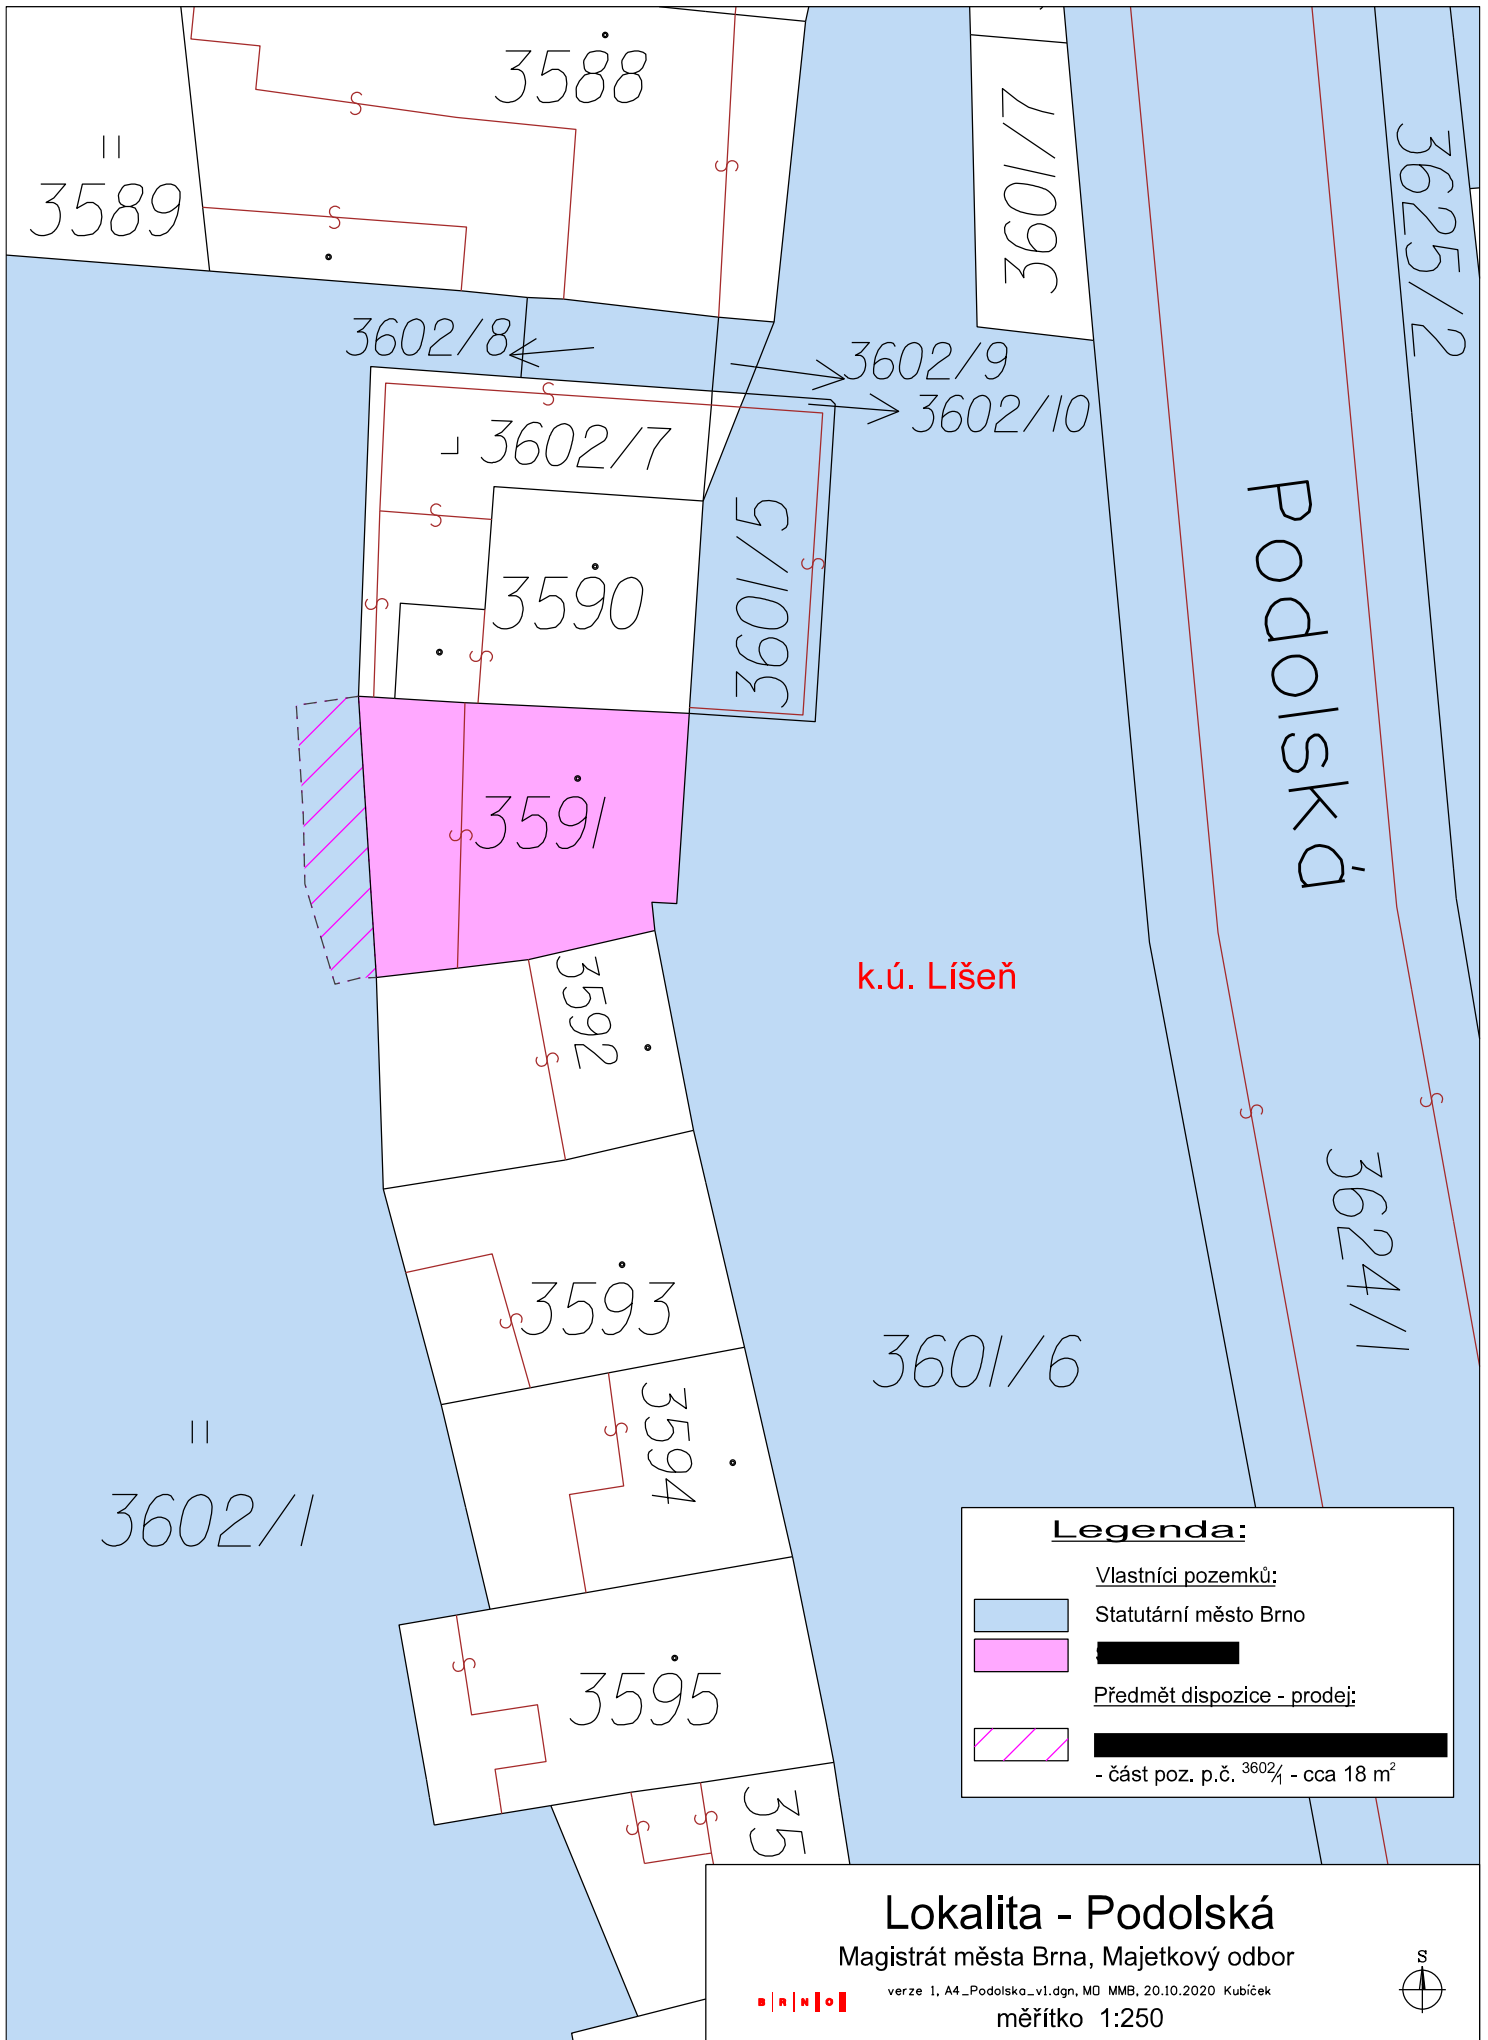 3588
3589
3601/7
3625/2
3602/8
3602/9
3602/10
3602/7
3590
3601/5
Podolská
3591
k.ú. Líšeň
3592
3624/1
3593
3601/6
3594
3602/1
3595
35
Legenda:
Vlastníci pozemků:
Statutární město Brno
Předmět dispozice - prodej:
- část poz. p.č. 3602/1 - cca 18 m²
Lokalita - Podolská
Magistrát města Brna, Majetkový odbor
verze 1, A4_Podolska_v1.dgn, MO MMB, 20.10.2020 Kubíček
měřítko 1:250
BRNO
S